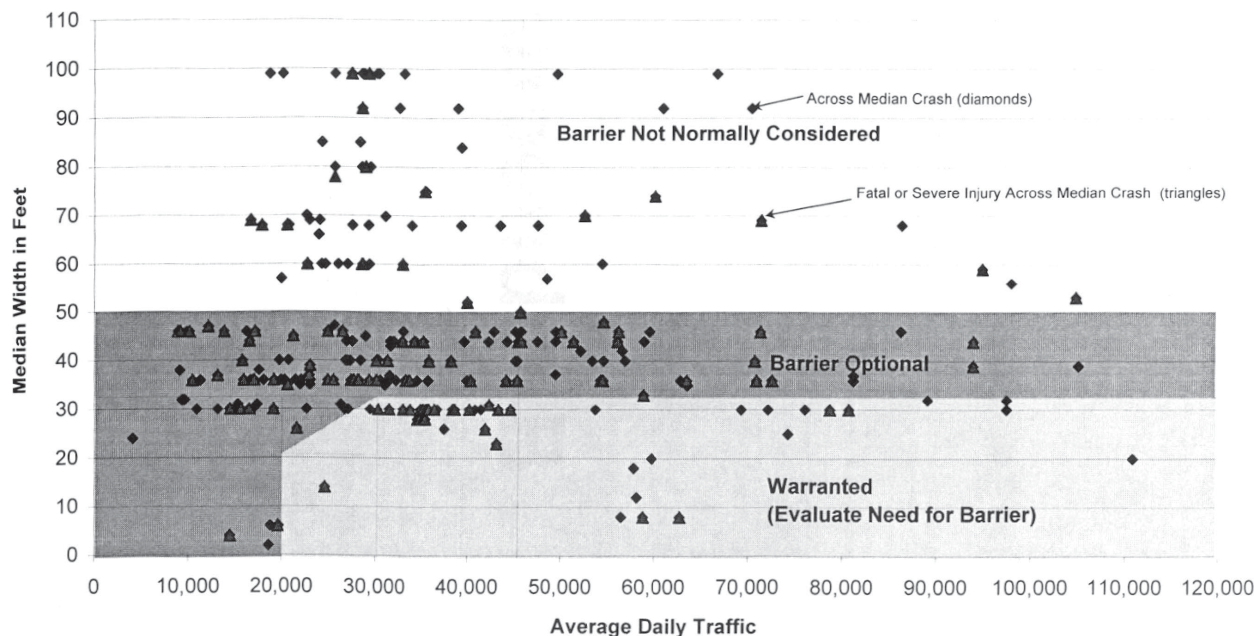 110
100
90
80
70
60
50
40
30
20
10
0
Median Width in Feet
Across Median Crash (diamonds)
Barrier Not Normally Considered
Fatal or Severe Injury Across Median Crash (triangles)
Barrier Optional
Warranted
(Evaluate Need for Barrier)
0 10,000 20,000 30,000 40,000 50,000 60,000 70,000 80,000 90,000 100,000 110,000 120,000
Average Daily Traffic